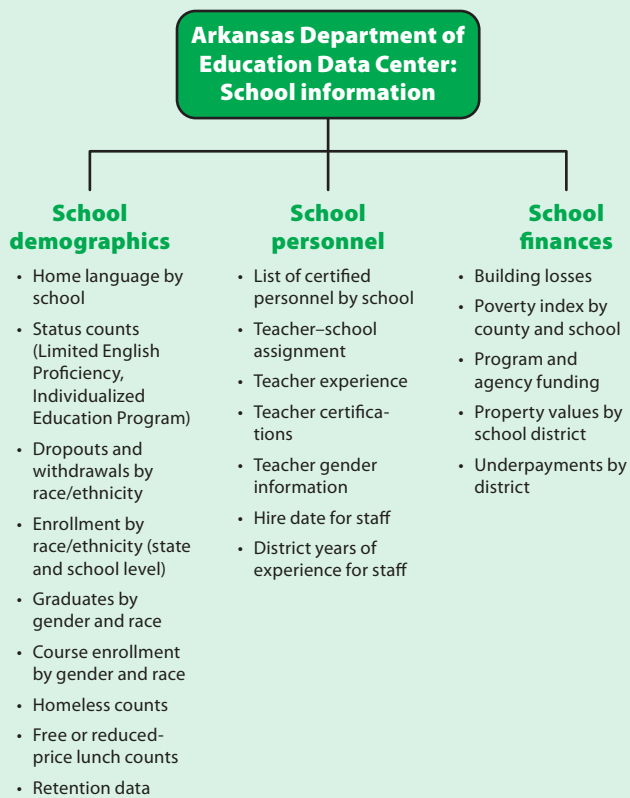 Arkansas Department of
Education Data Center:
School information
School
demographics
• Home language by
school
• Status counts
(Limited English
Proficiency,
Individualized
Education Program)
• Dropouts and
withdrawals by
race/ethnicity
• Enrollment by
race/ethnicity (state
and school level)
• Graduates by
gender and race
• Course enrollment
by gender and race
• Homeless counts
• Free or reduced-
price lunch counts
• Retention data
School
personnel
• List of certified
personnel by school
• Teacher–school
assignment
• Teacher experience
• Teacher certifica-
tions
• Teacher gender
information
• Hire date for staff
• District years of
experience for staff
School
finances
• Building losses
• Poverty index by
county and school
• Program and
agency funding
• Property values by
school district
• Underpayments by
district